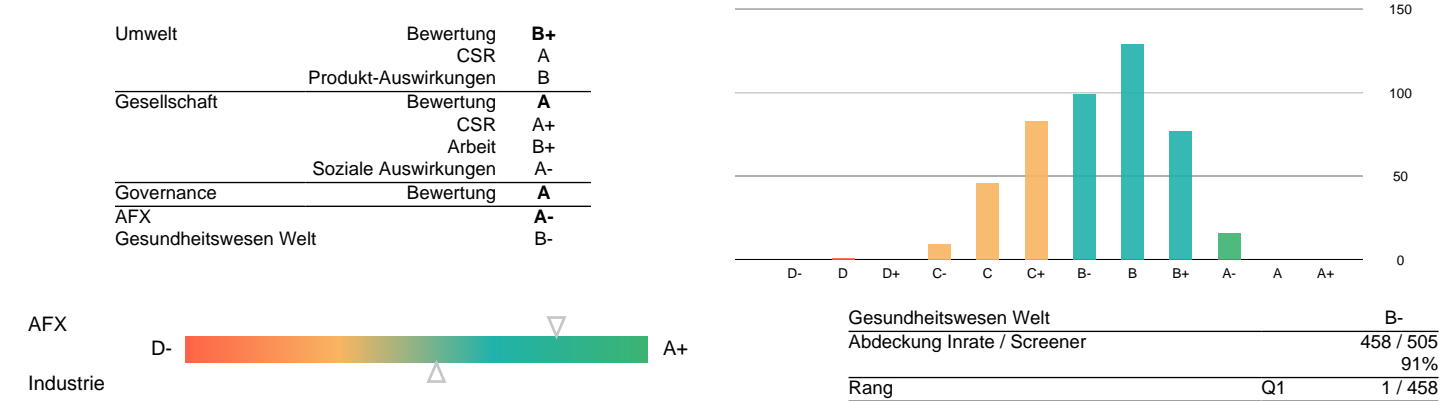 Umwelt Bewertung B+
CSR A
Produkt-Auswirkungen B
Gesellschaft Bewertung A
CSR A+
Arbeit B+
Soziale Auswirkungen A-
Governance Bewertung A
AFX A-
Gesundheitswesen Welt B-
150
100
50
0
D- D D+ C- C C+ B- B B+ A- A A+
AFX
D- A+
Industrie
Gesundheitswesen Welt B-
Abdeckung Inrate / Screener 458 / 505
91%
Rang Q1 1 / 458